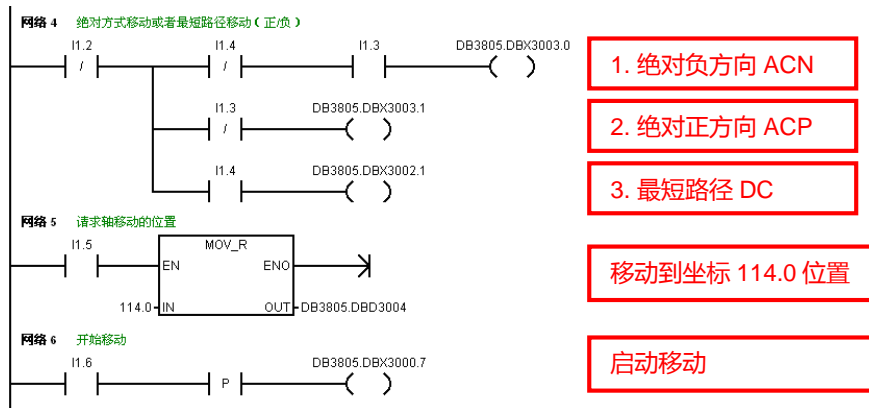 网络 4 绝对方式移动或者最短路径移动（正/负）
I1.2 I1.4 I1.3 DB3805.DBX3003.0
/ /
1. 绝对负方向 ACN
I1.3 DB3805.DBX3003.1
/
2. 绝对正方向 ACP
I1.4 DB3805.DBX3002.1
3. 最短路径 DC
网络 5 请求轴移动的位置
I1.5 MOV_R
EN ENO
移动到坐标 114.0 位置
114.0 IN OUT DB3805.DBD3004
网络 6 开始移动
I1.6 DB3805.DBX3000.7
P
启动移动